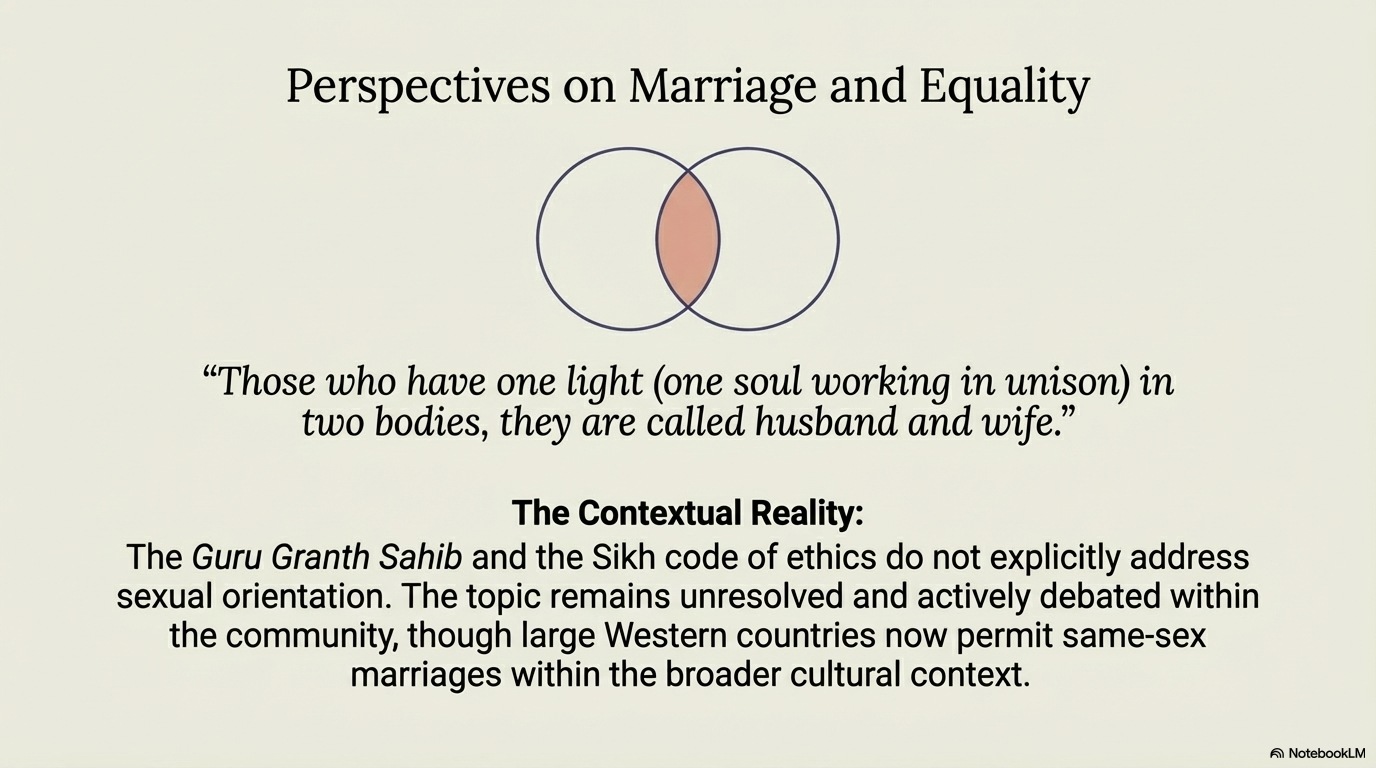 Perspectives on Marriage and Equality
“Those who have one light (one soul working in unison) in
two bodies, they are called husband and wife.”
The Contextual Reality:
The Guru Granth Sahib and the Sikh code of ethics do not explicitly address
sexual orientation. The topic remains unresolved and actively debated within
the community, though large Western countries now permit same-sex
marriages within the broader cultural context.
NotebookLM